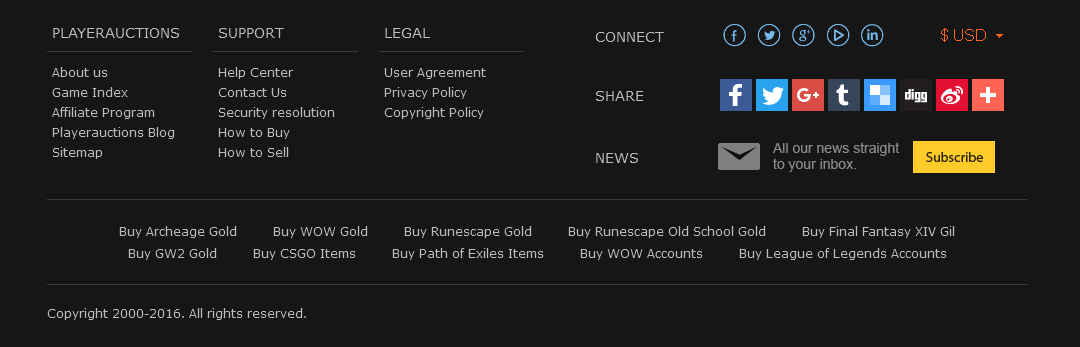 PLAYERAUCTIONS
About us
Game Index
Affiliate Program
Playerauctions Blog
Sitemap
SUPPORT
Help Center
Contact Us
Security resolution
How to Buy
How to Sell
LEGAL
User Agreement
Privacy Policy
Copyright Policy
CONNECT
$ USD
SHARE
digg
NEWS
All our news straight
to your inbox.
Subscribe
Buy Archeage Gold Buy WOW Gold Buy Runescape Gold Buy Runescape Old School Gold Buy Final Fantasy XIV Gil
Buy GW2 Gold Buy CSGO Items Buy Path of Exiles Items Buy WOW Accounts Buy League of Legends Accounts
Copyright 2000-2016. All rights reserved.